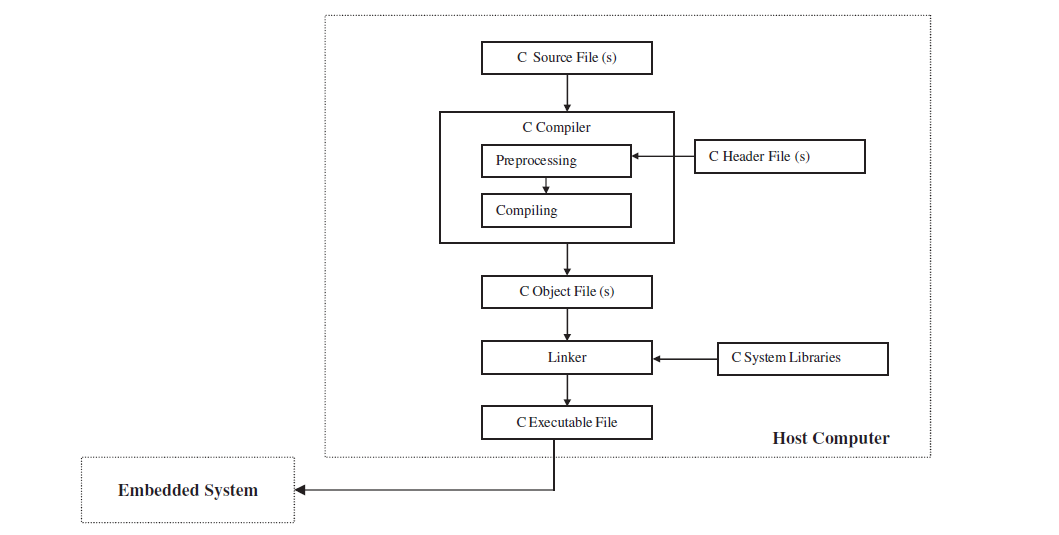 C Source File (s)
C Compiler
Preprocessing
C Header File (s)
Compiling
C Object File (s)
Linker
C System Libraries
C Executable File
Host Computer
Embedded System